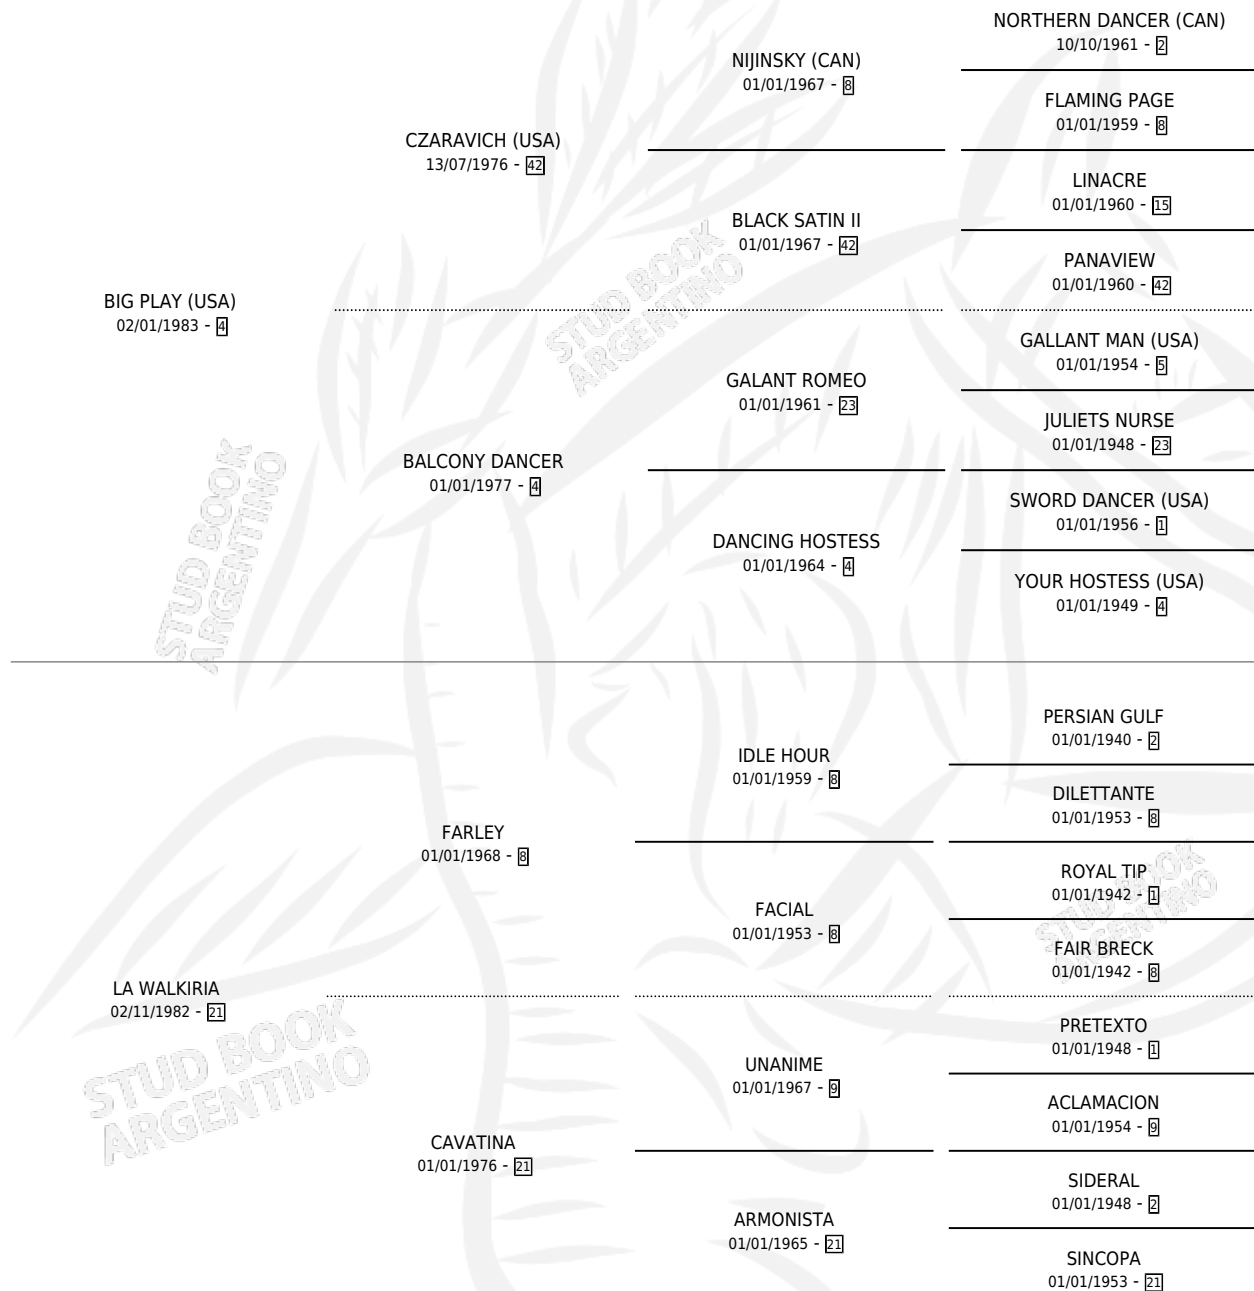 NORTHERN DANCER (CAN)
10/10/1961 - 2
NIJINSKY (CAN)
01/01/1967 - 8
FLAMING PAGE
01/01/1959 - 8
CZARAVICH (USA)
13/07/1976 - 42
LINACRE
01/01/1960 - 15
BLACK SATIN II
01/01/1967 - 42
PANAVIEW
01/01/1960 - 42
BIG PLAY (USA)
02/01/1983 - 4
STUD BOOK
ARGENTINO
GALLANT MAN (USA)
01/01/1954 - 5
GALANT ROMEO
01/01/1961 - 23
JULIETS NURSE
01/01/1948 - 23
BALCONY DANCER
01/01/1977 - 4
SWORD DANCER (USA)
01/01/1956 - 1
DANCING HOSTESS
01/01/1964 - 4
YOUR HOSTESS (USA)
01/01/1949 - 4
STUD BOOK
ARGENTINO
PERSIAN GULF
01/01/1940 - 2
IDLE HOUR
01/01/1959 - 8
DILETTANTE
01/01/1953 - 8
FARLEY
01/01/1968 - 8
ROYAL TIP
01/01/1942 - 1
FACIAL
01/01/1953 - 8
STUD BOOK
ARGENTINO
FAIR BRECK
01/01/1942 - 8
LA WALKIRIA
02/11/1982 - 21
PRETEXTO
01/01/1948 - 1
UNANIME
01/01/1967 - 9
STUD BOOK
ARGENTINO
ACLAMACION
01/01/1954 - 9
CAVATINA
01/01/1976 - 21
SIDERAL
01/01/1948 - 2
ARMONISTA
01/01/1965 - 21
SINCOPA
01/01/1953 - 21